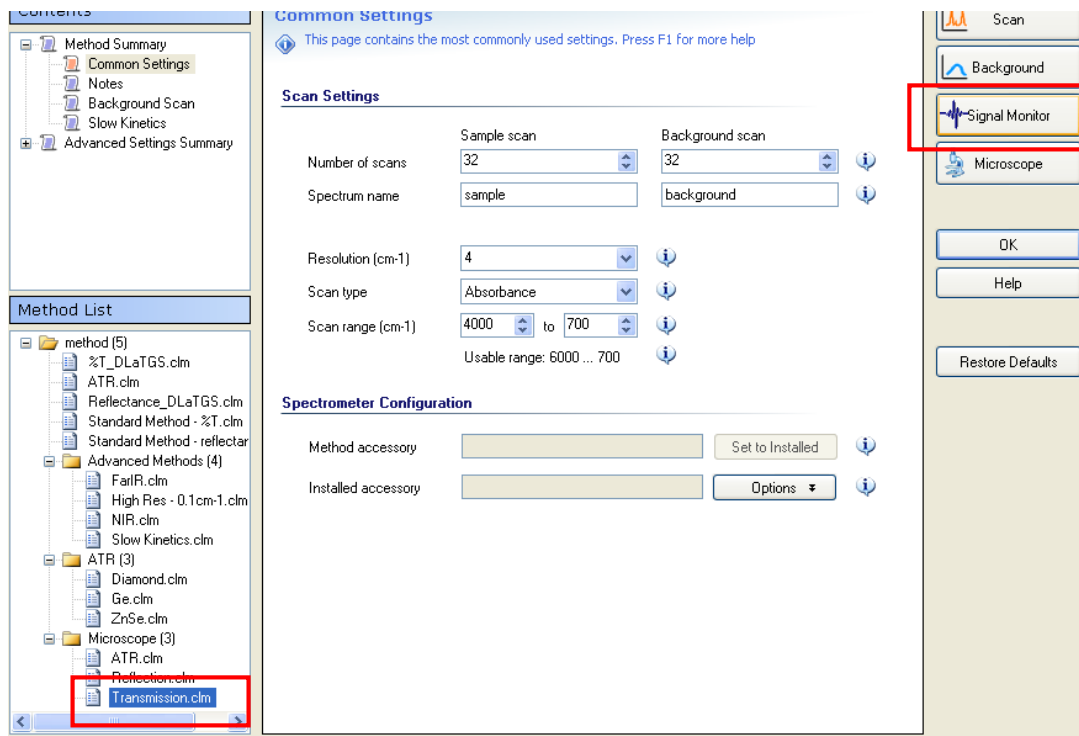 Contents
Method Summary
Common Settings
Notes
Background Scan
Slow Kinetics
Advanced Settings Summary
Method List
method (5)
%T_DLaTGS.clm
ATR.clm
Reflectance_DLaTGS.clm
Standard Method - %T.clm
Standard Method - reflectar
Advanced Methods (4)
FarIR.clm
High Res - 0.1cm-1.clm
NIR.clm
Slow Kinetics.clm
ATR (3)
Diamond.clm
Ge.clm
ZnSe.clm
Microscope (3)
ATR.clm
Reflection.clm
Transmission.clm
Common Settings
This page contains the most commonly used settings. Press F1 for more help
Scan Settings
Sample scan Background scan
Number of scans 32 32
Spectrum name sample background
Resolution (cm-1) 4
Scan type Absorbance
Scan range (cm-1) 4000 to 700
Usable range: 6000 ... 700
Spectrometer Configuration
Method accessory Set to Installed
Installed accessory Options
Scan
Background
Signal Monitor
Microscope
OK
Help
Restore Defaults